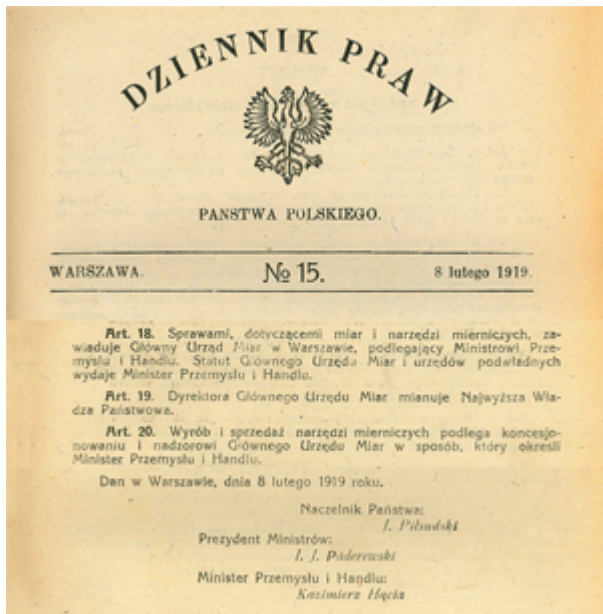 DZIENNIK PRAW
PAŃSTWA POLSKIEGO.
WARSZAWA.
№ 15.
8 lutego 1919.
Art. 18. Sprawami, dotyczącemi miar i narzędzi mierniczych, za-
wiaduje Główny Urząd Miar w Warszawie, podlegający Ministrowi Prze-
mysłu i Handlu. Statut Głównego Urzędu Miar i urzędów podwładnych
wydaje Minister Przemysłu i Handlu.
Art. 19. Dyrektora Głównego Urzędu Miar mianuje Najwyższa Wła-
dza Państwowa.
Art. 20. Wyrób i sprzedaż narzędzi mierniczych podlega koncesjo-
nowaniu i nadzorowi Głównego Urzędu Miar w sposób, który określi
Minister Przemysłu i Handlu.
Dan w Warszawie, dnia 8 lutego 1919 roku.
Naczelnik Państwa:
J. Piłsudski
Prezydent Ministrów:
I. J. Paderewski
Minister Przemysłu i Handlu:
Kazimierz Hącia